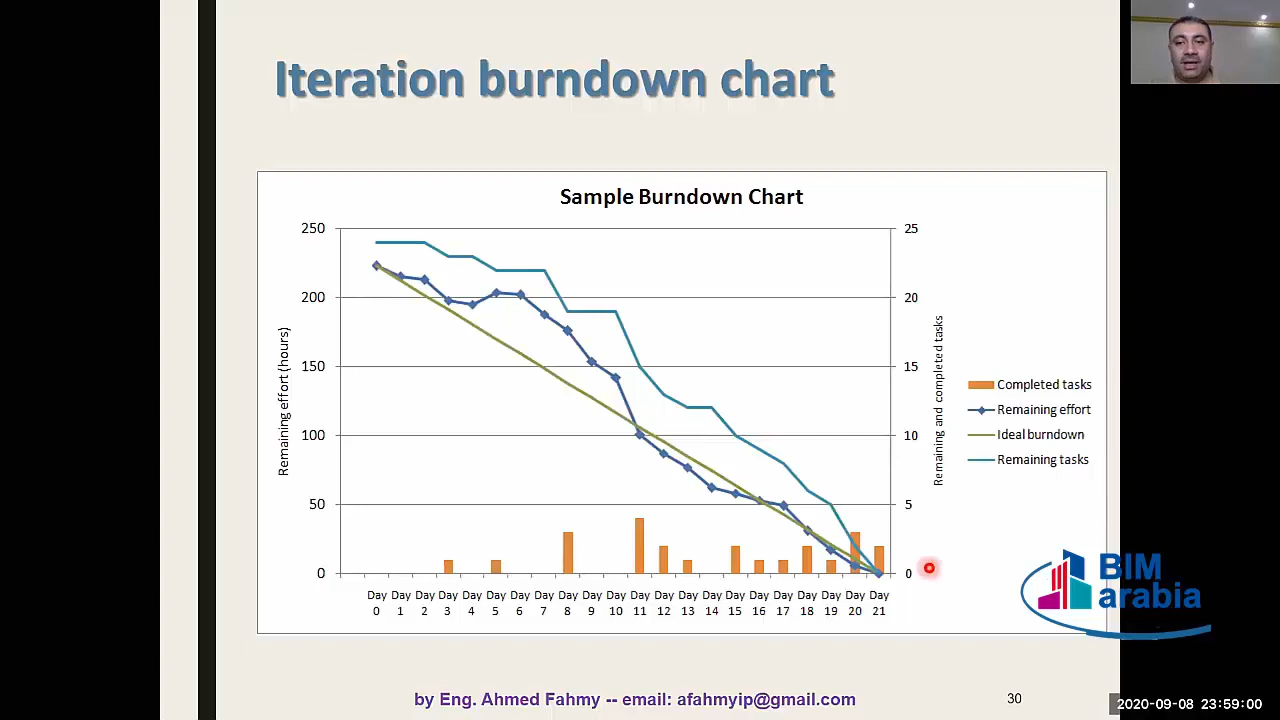 Iteration burndown chart
Sample Burndown Chart
250
200
150
100
50
0
Remaining effort (hours)
25
20
15
10
5
0
Remaining and completed tasks
Completed tasks
Remaining effort
Ideal burndown
Remaining tasks
Day Day Day Day Day Day Day Day Day Day Day Day Day Day Day Day Day Day Day Day Day Day
0 1 2 3 4 5 6 7 8 9 10 11 12 13 14 15 16 17 18 19 20 21
BIM
arabia
by Eng. Ahmed Fahmy -- email: afahmyip@gmail.com
30
2020-09-08 23:59:00